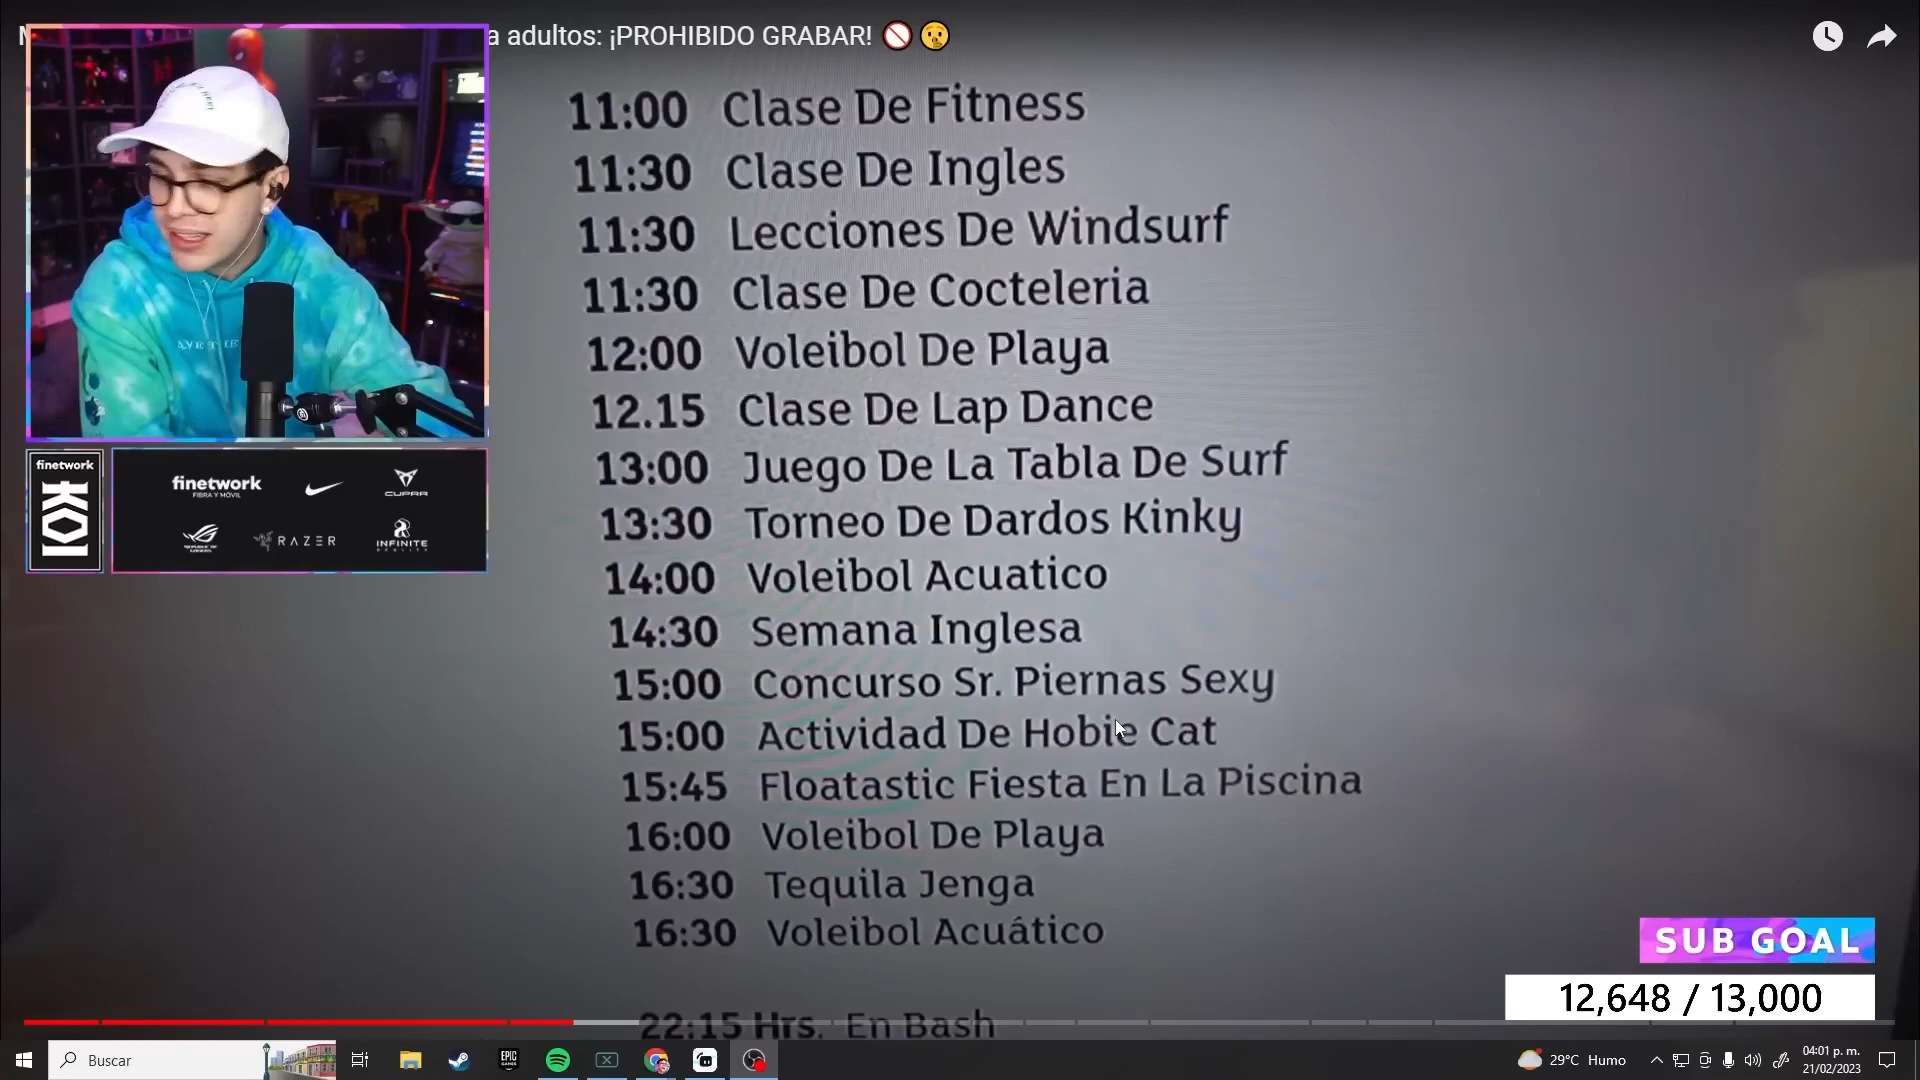 a adultos: ¡PROHIBIDO GRABAR!
11:00 Clase De Fitness
11:30 Clase De Ingles
11:30 Lecciones De Windsurf
11:30 Clase De Cocteleria
12:00 Voleibol De Playa
12.15 Clase De Lap Dance
13:00 Juego De La Tabla De Surf
13:30 Torneo De Dardos Kinky
14:00 Voleibol Acuatico
14:30 Semana Inglesa
15:00 Concurso Sr. Piernas Sexy
15:00 Actividad De Hobie Cat
15:45 Floatastic Fiesta En La Piscina
16:00 Voleibol De Playa
16:30 Tequila Jenga
16:30 Voleibol Acuático
22:15 Hrs. En Bash
finetwork
KOI
finetwork
FIBRA Y MÓVIL
CUPRA
REPUBLIC OF
GAMERS
RAZER
INFINITE
REALITY
SUB GOAL
12,648 / 13,000
Buscar
EPIC
GAMES
29°C Humo
04:01 p. m.
21/02/2023